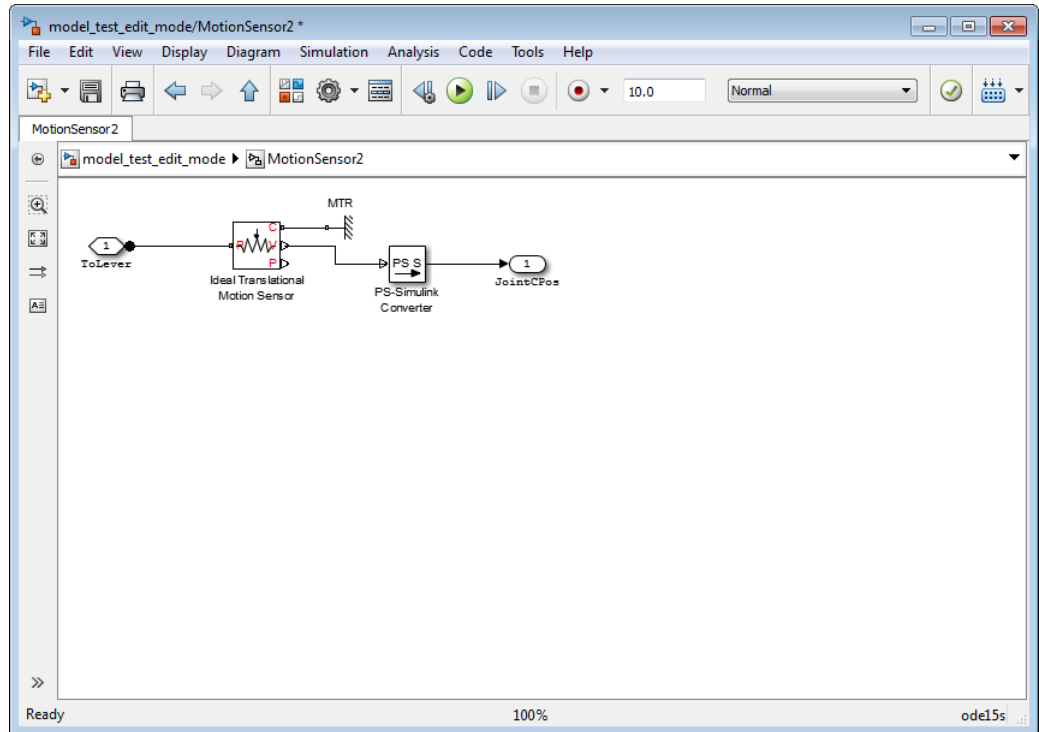 model_test_edit_mode/MotionSensor2 *
File Edit View Display Diagram Simulation Analysis Code Tools Help
10.0 Normal
MotionSensor2
model_test_edit_mode MotionSensor2
MTR
C
1 R V PS S 1
P
ToLever Ideal Translational Motion Sensor PS-Simulink Converter JointCPos
Ready 100% ode15s